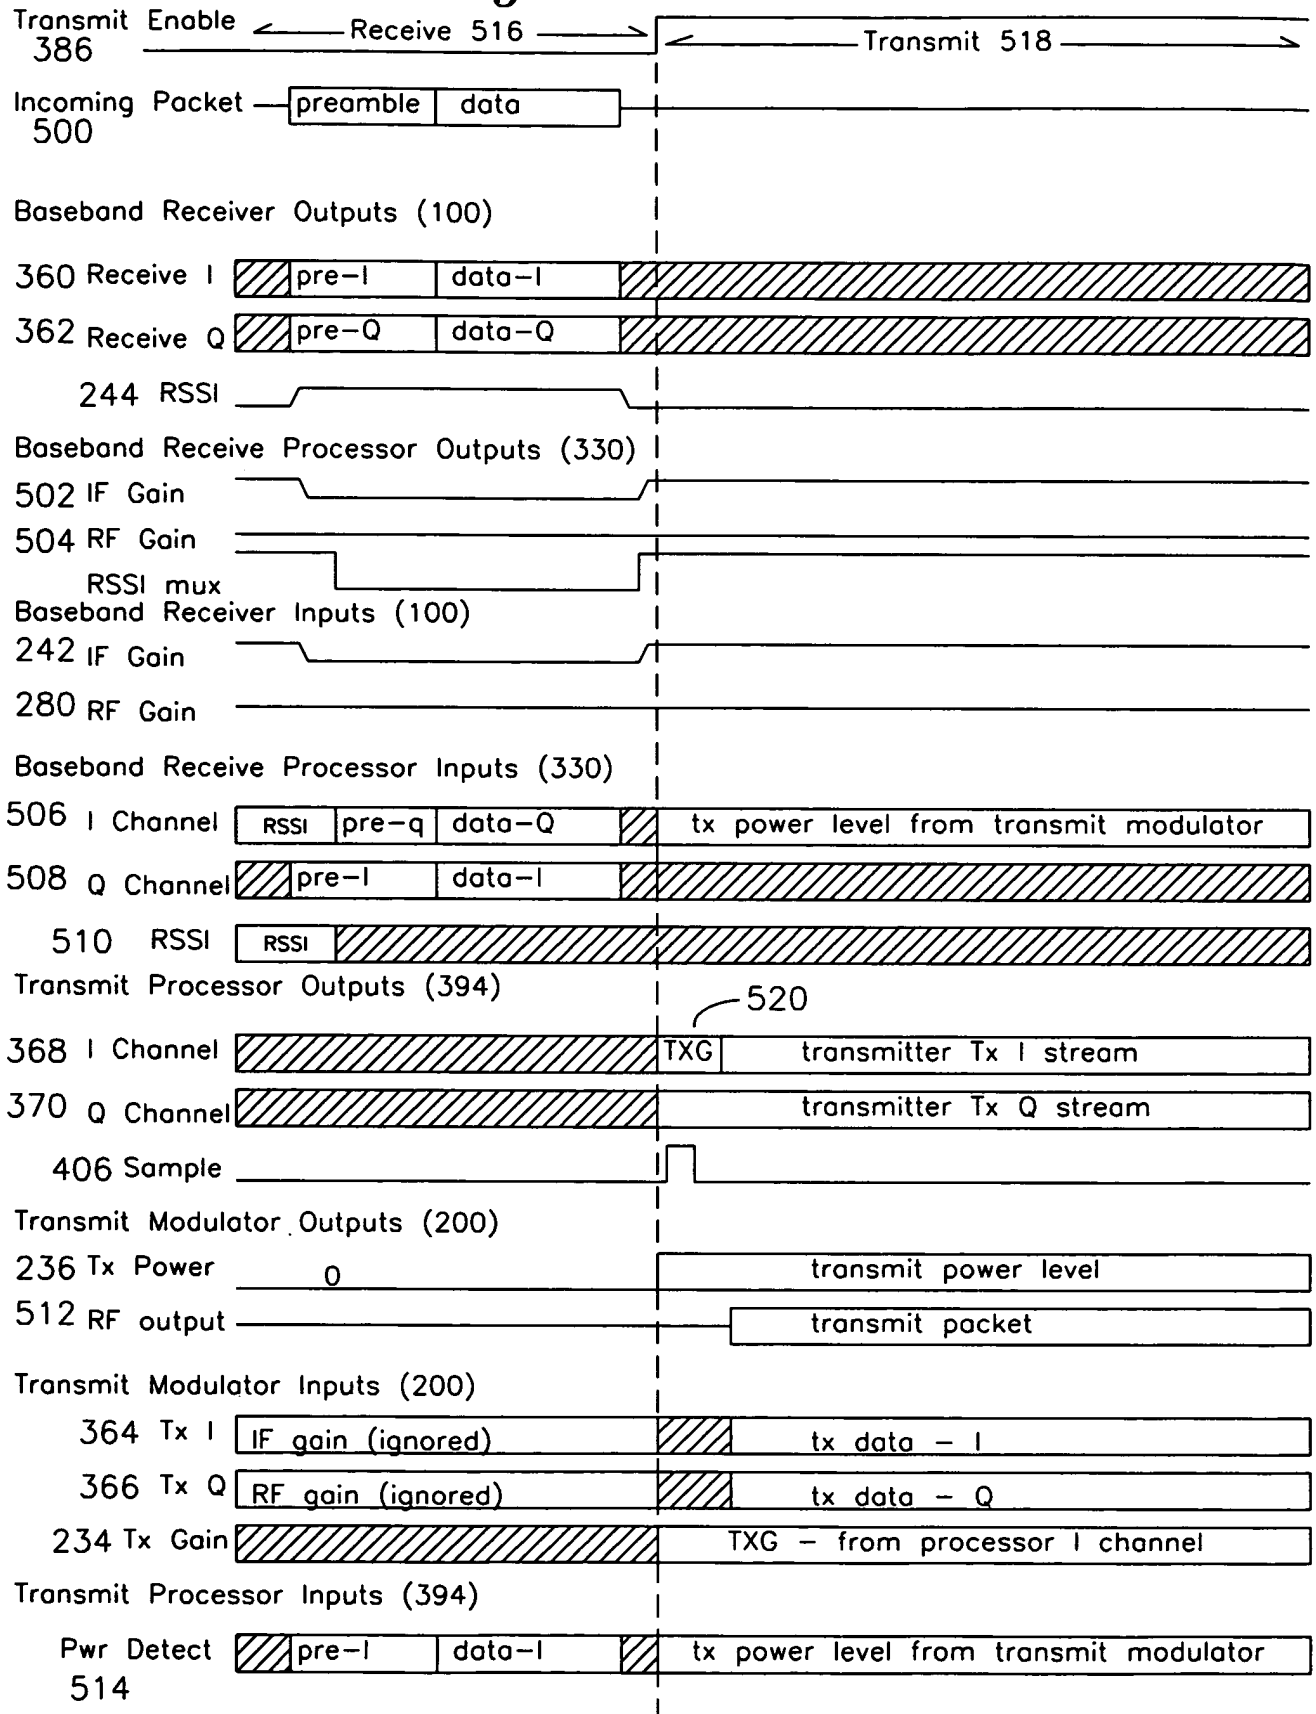 g
Transmit Enable
386
Receive 516
Transmit 518
Incoming Packet
500
preamble
data
Baseband Receiver Outputs (100)
360 Receive I
pre-I
data-I
362 Receive Q
pre-Q
data-Q
244 RSSI
Baseband Receive Processor Outputs (330)
502 IF Gain
504 RF Gain
RSSI mux
Baseband Receiver Inputs (100)
242 IF Gain
280 RF Gain
Baseband Receive Processor Inputs (330)
506 I Channel
RSSI
pre-q
data-Q
tx power level from transmit modulator
508 Q Channel
pre-I
data-I
510 RSSI
RSSI
Transmit Processor Outputs (394)
520
368 I Channel
TXG
transmitter Tx I stream
370 Q Channel
transmitter Tx Q stream
406 Sample
Transmit Modulator Outputs (200)
236 Tx Power
0
transmit power level
512 RF output
transmit packet
Transmit Modulator Inputs (200)
364 Tx I
IF gain (ignored)
tx data - I
366 Tx Q
RF gain (ignored)
tx data - Q
234 Tx Gain
TXG - from processor I channel
Transmit Processor Inputs (394)
Pwr Detect
514
pre-I
data-I
tx power level from transmit modulator